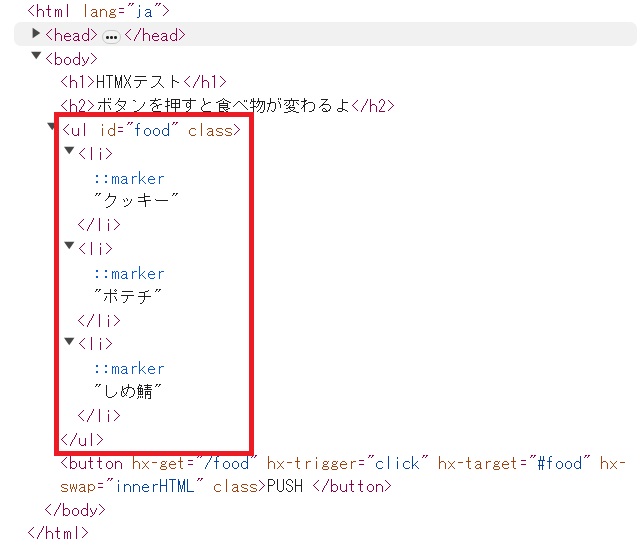 <html lang="ja">
<head> … </head>
<body>
<h1>HTMXテスト</h1>
<h2>ボタンを押すと食べ物が変わるよ</h2>
<ul id="food" class>
<li>
::marker
"クッキー"
</li>
<li>
::marker
"ポテチ"
</li>
<li>
::marker
"しめ鯖"
</li>
</ul>
<button hx-get="/food" hx-trigger="click" hx-target="#food" hx-
swap="innerHTML" class>PUSH </button>
</body>
</html>